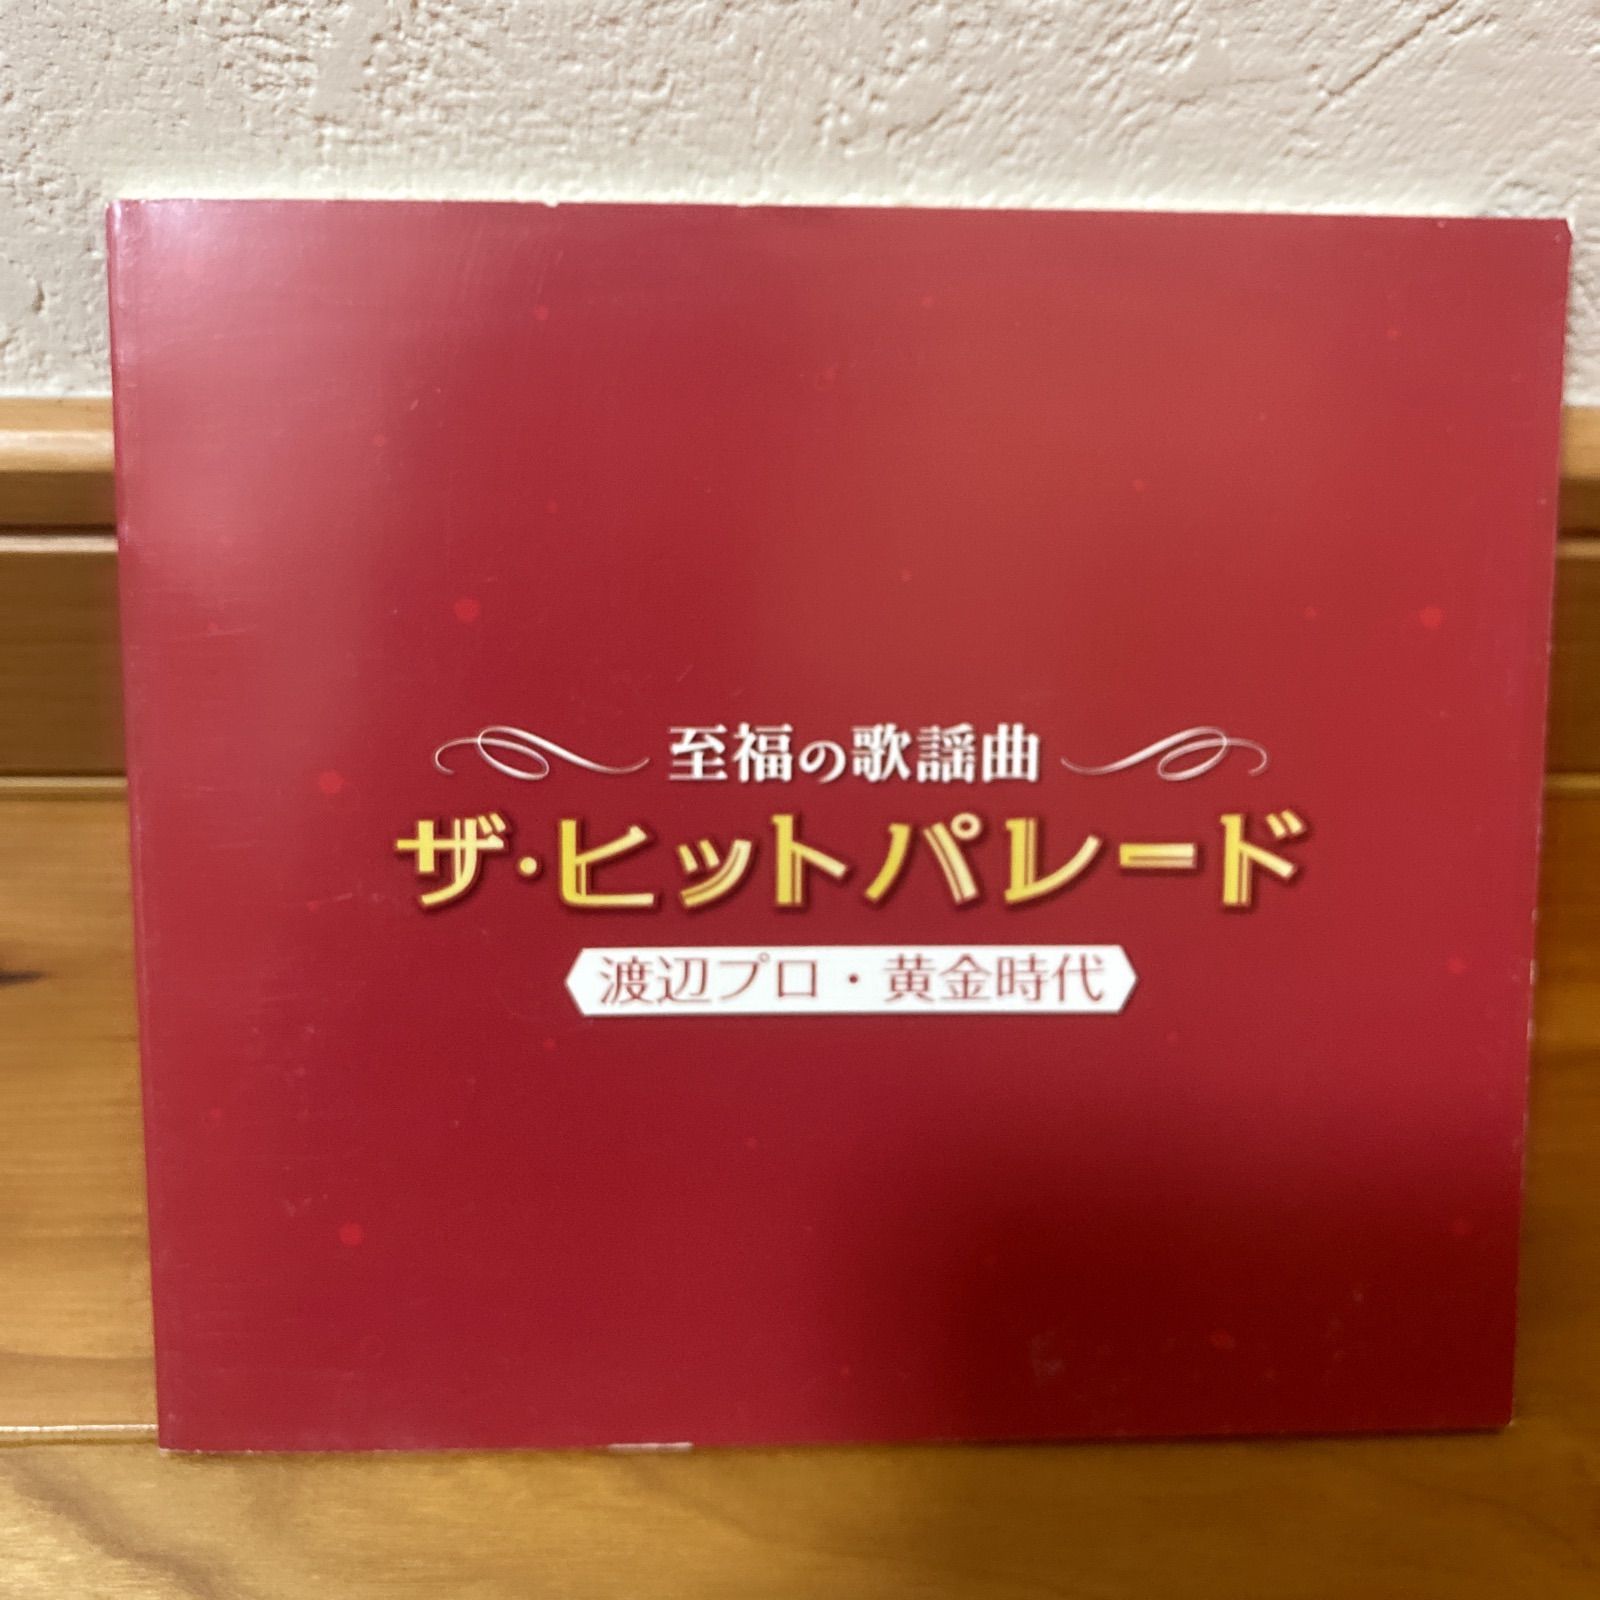 至福の歌謡曲
ザ・ヒットパレード
渡辺プロ・黄金時代